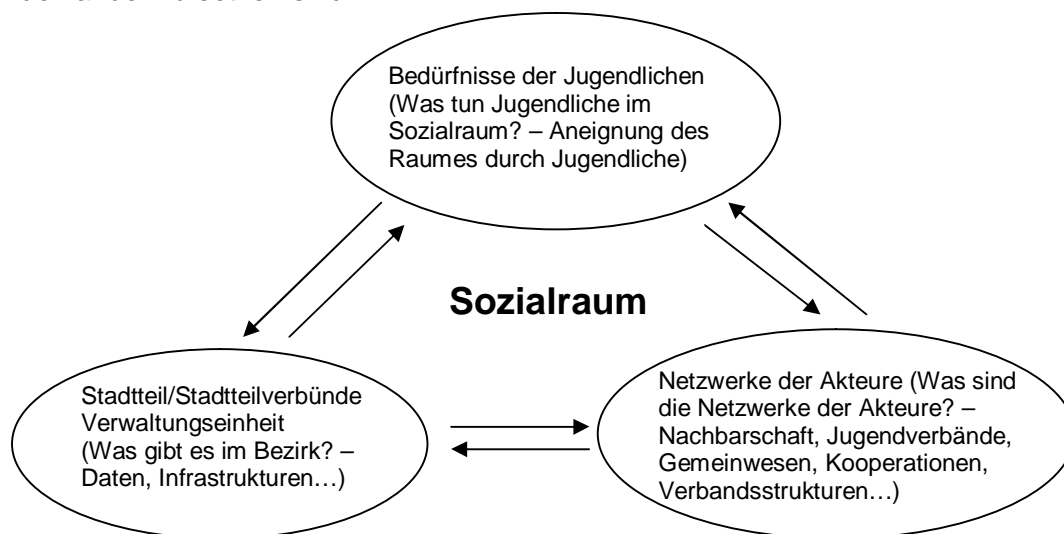 Bedürfnisse der Jugendlichen
(Was tun Jugendliche im
Sozialraum? – Aneignung des
Raumes durch Jugendliche)
Sozialraum
Stadtteil/Stadtteilverbünde
Verwaltungseinheit
(Was gibt es im Bezirk? –
Daten, Infrastrukturen…)
Netzwerke der Akteure (Was sind
die Netzwerke der Akteure? –
Nachbarschaft, Jugendverbände,
Gemeinwesen, Kooperationen,
Verbandsstrukturen…)